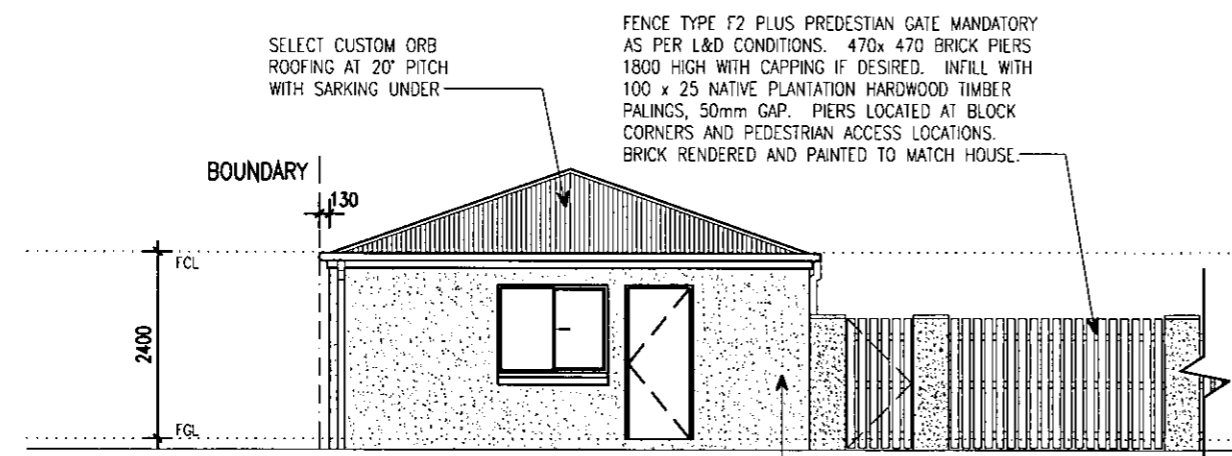 FENCE TYPE F2 PLUS PREDESTIAN GATE MANDATORY
AS PER L&D CONDITIONS. 470x 470 BRICK PIERS
1800 HIGH WITH CAPPING IF DESIRED. INFILL WITH
100 x 25 NATIVE PLANTATION HARDWOOD TIMBER
PALINGS, 50mm GAP. PIERS LOCATED AT BLOCK
CORNERS AND PEDESTRIAN ACCESS LOCATIONS.
BRICK RENDERED AND PAINTED TO MATCH HOUSE.
SELECT CUSTOM ORB
ROOFING AT 20° PITCH
WITH SARKING UNDER
BOUNDARY
130
FCL
2400
FGL